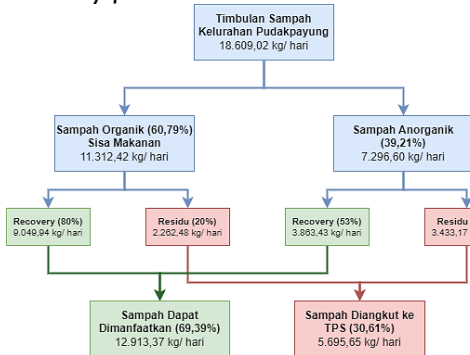 Timbulan Sampah
Kelurahan Pudakpayung
18.609,02 kg/ hari
Sampah Organik (60,79%)
Sisa Makanan
11.312,42 kg/ hari
Sampah Anorganik
(39,21%)
7.296,60 kg/ hari
Recovery (80%)
9.049,94 kg/ hari
Residu (20%)
2.262,48 kg/ hari
Recovery (53%)
3.863,43 kg/ hari
Residu
3.433,17
Sampah Dapat
Dimanfaatkan (69,39%)
12.913,37 kg/ hari
Sampah Diangkut ke
TPS (30,61%)
5.695,65 kg/ hari